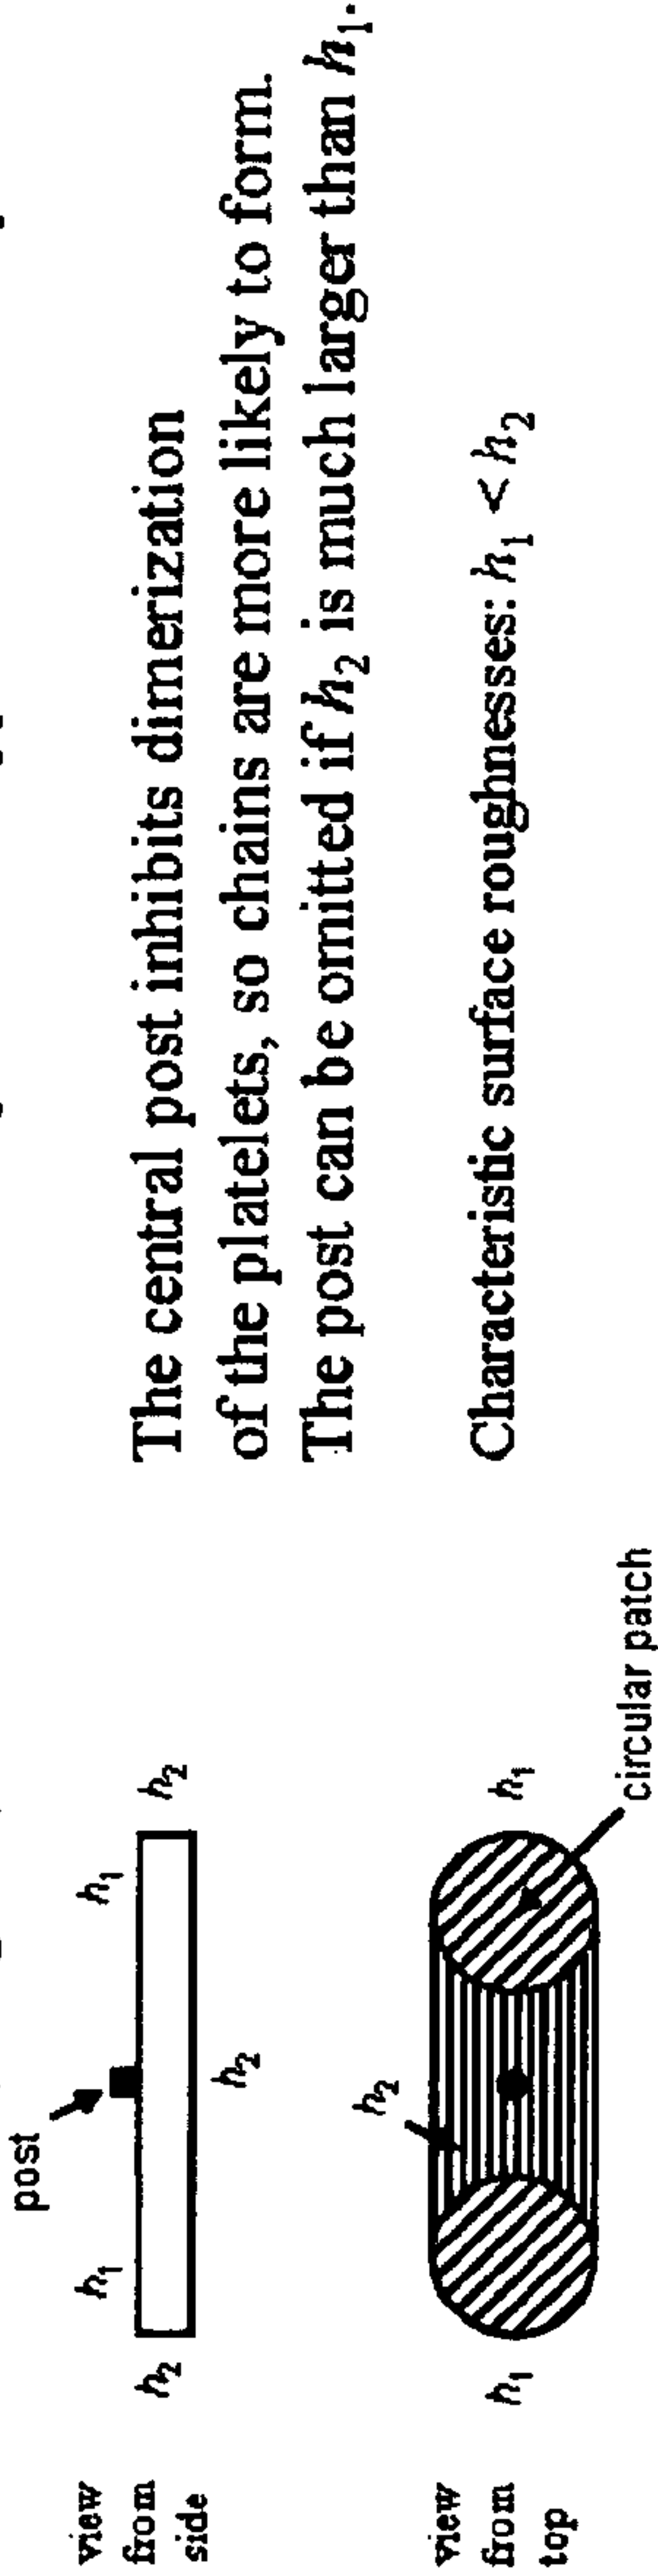 The central post inhibits dimerization
of the platelets, so chains are more likely to form.
The post can be omitted if h₂ is much larger than h₁.
Characteristic surface roughnesses: h₁ < h₂
post
view
from
side
h₂
h₁
h₂
h₁
h₂
view
from
top
h₁
h₂
h₁
circular patch